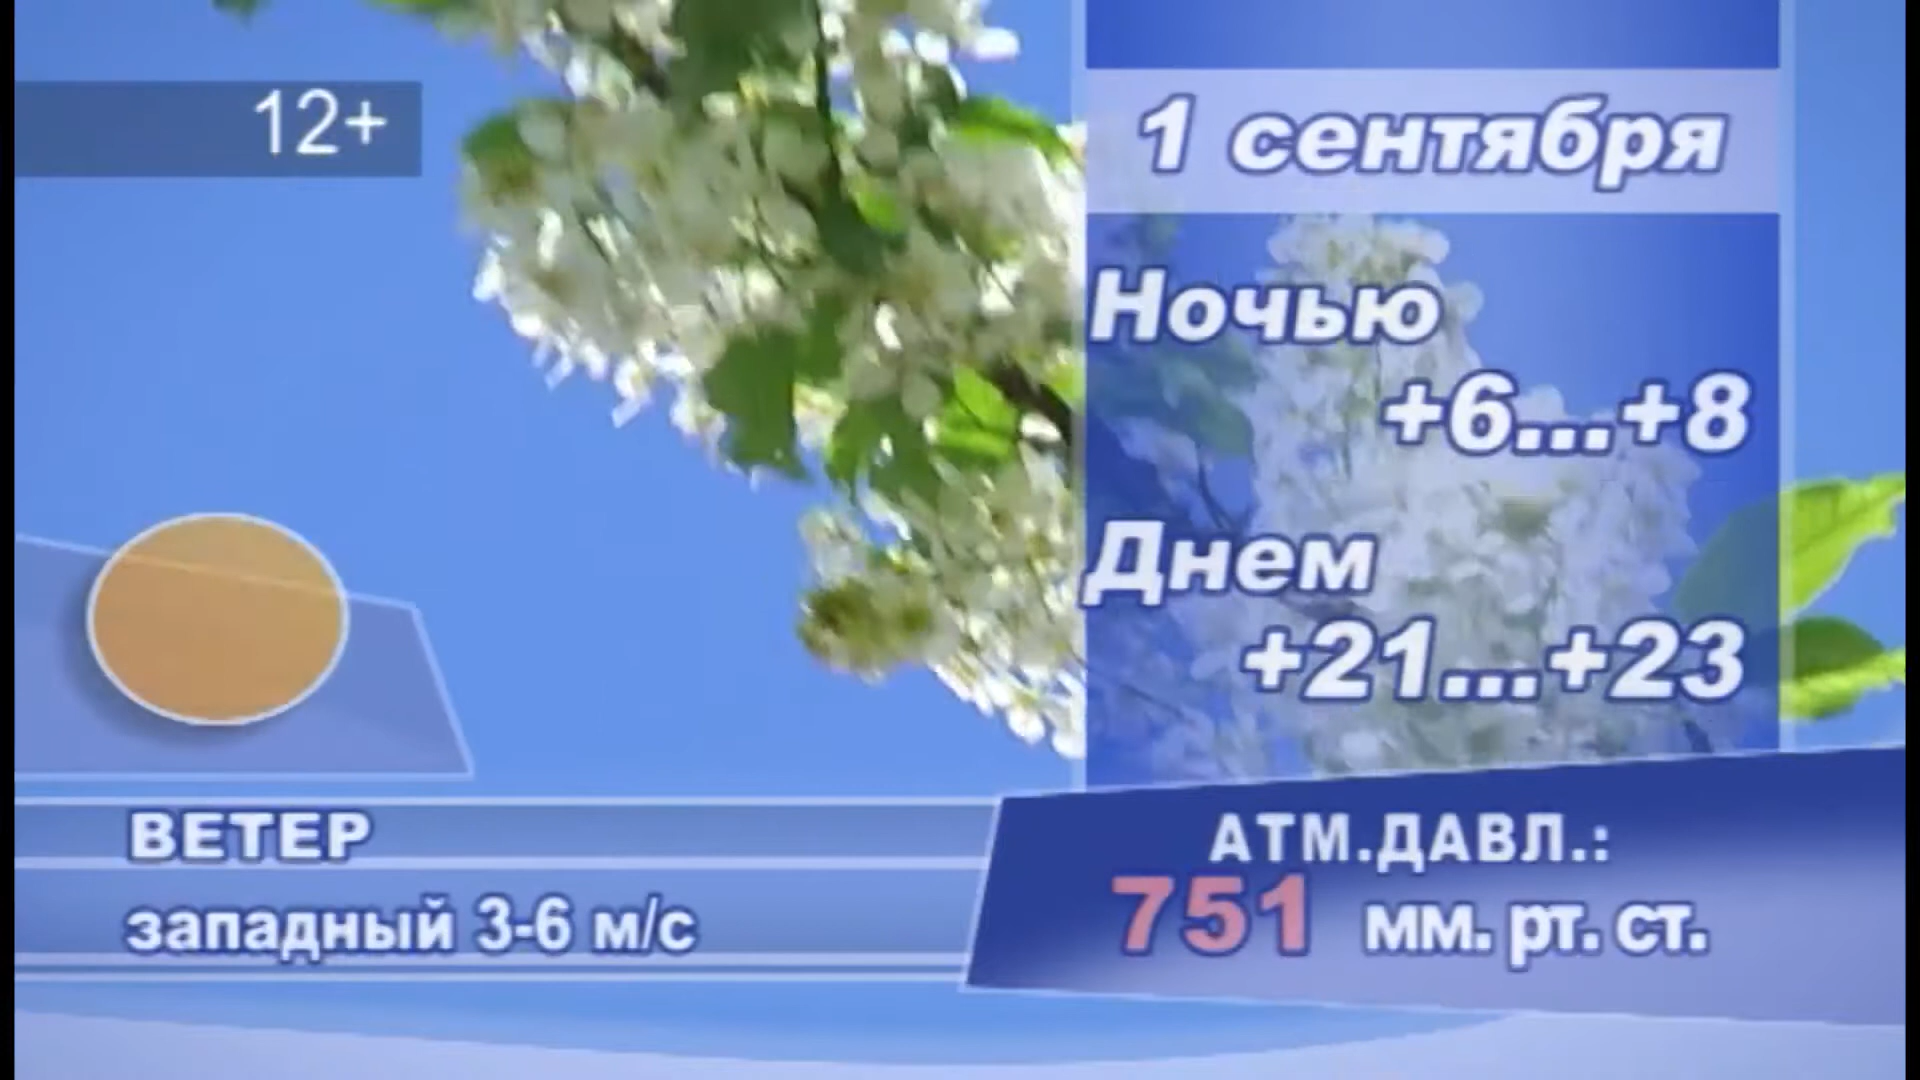 12+
1 сентября
Ночью
+6...+8
Днем
+21...+23
ВЕТЕР
западный 3-6 м/с
АТМ.ДАВЛ.:
751 мм. рт. ст.